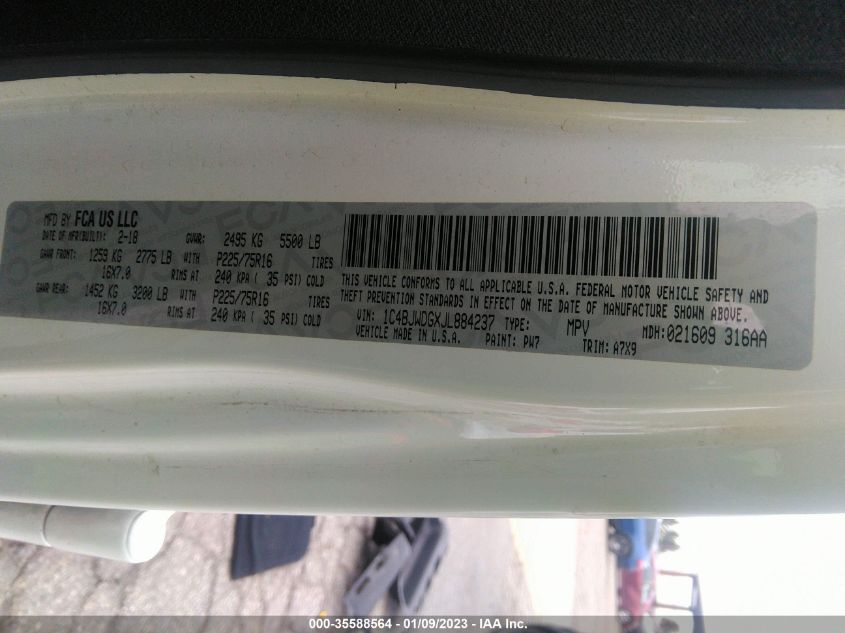 MFD BY FCA US LLC
DATE OF MFR(BUILT): 2-18 GVWR: 2495 KG 5500 LB
GAWR FRONT: 1259 KG 2775 LB WITH P225/75R16 TIRES
16X7.0 RIMS AT 240 KPA ( 35 PSI) COLD
GAWR REAR: 1452 KG 3200 LB WITH P225/75R16 TIRES
16X7.0 RIMS AT 240 KPA ( 35 PSI) COLD
THIS VEHICLE CONFORMS TO ALL APPLICABLE U.S.A. FEDERAL MOTOR VEHICLE SAFETY AND
THEFT PREVENTION STANDARDS IN EFFECT ON THE DATE OF MANUFACTURE SHOWN ABOVE.
VIN: 1C4BJWDGXJL884237 TYPE: MPV MDH:021609 316AA
VEHICLE MADE IN U.S.A. PAINT: PW7 TRIM: A7X9
000-35588564 - 01/09/2023 - IAA Inc.